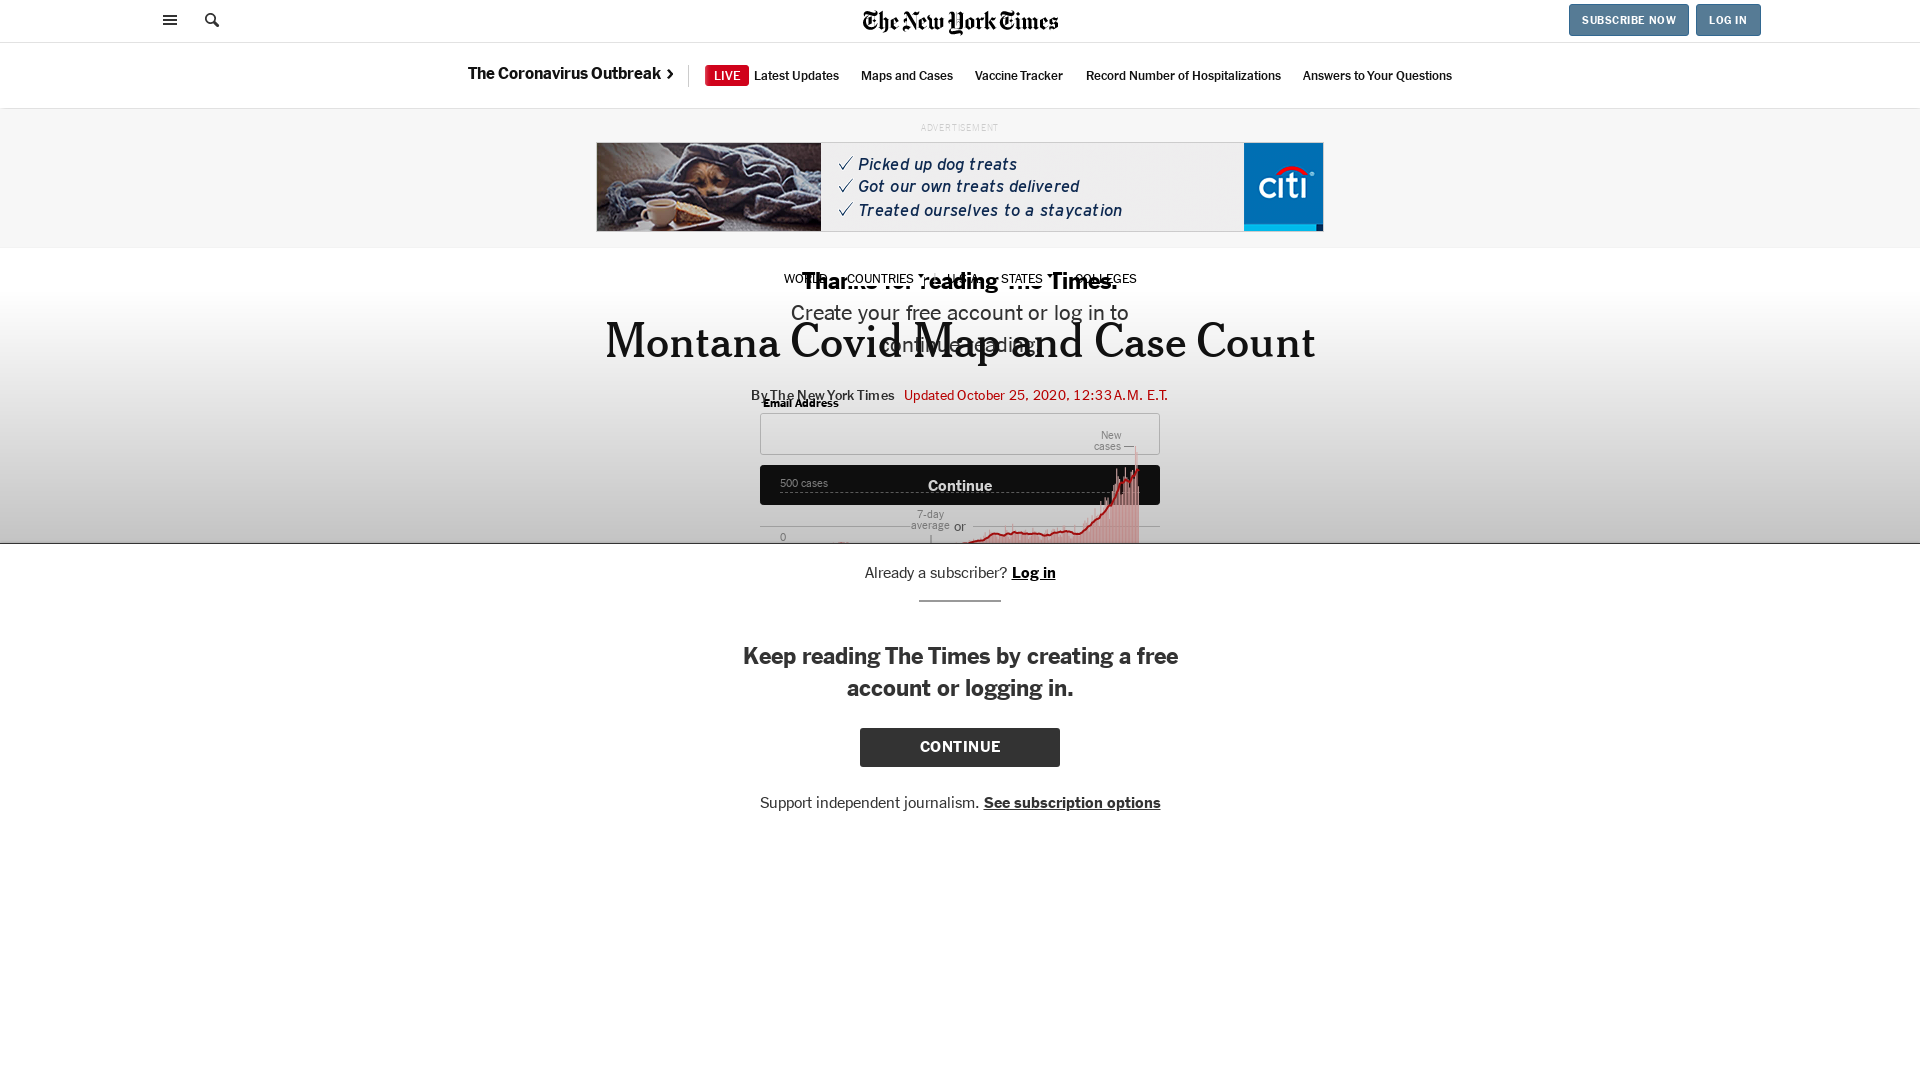 The New York Times
SUBSCRIBE NOW
LOG IN
The Coronavirus Outbreak
LIVE Latest Updates
Maps and Cases
Vaccine Tracker
Record Number of Hospitalizations
Answers to Your Questions
ADVERTISEMENT
Picked up dog treats
Got our own treats delivered
Treated ourselves to a staycation
citi
WORLD
COUNTRIES
U.S.A.
STATES
COLLEGES
Thanks for reading The Times.
Create your free account or log in to
continue reading.
Montana Covid Map and Case Count
By The New York Times
Updated October 25, 2020, 12:33 A.M. E.T.
Email Address
New
cases
500 cases
Continue
7-day
average
or
0
Already a subscriber? Log in
Keep reading The Times by creating a free
account or logging in.
CONTINUE
Support independent journalism. See subscription options